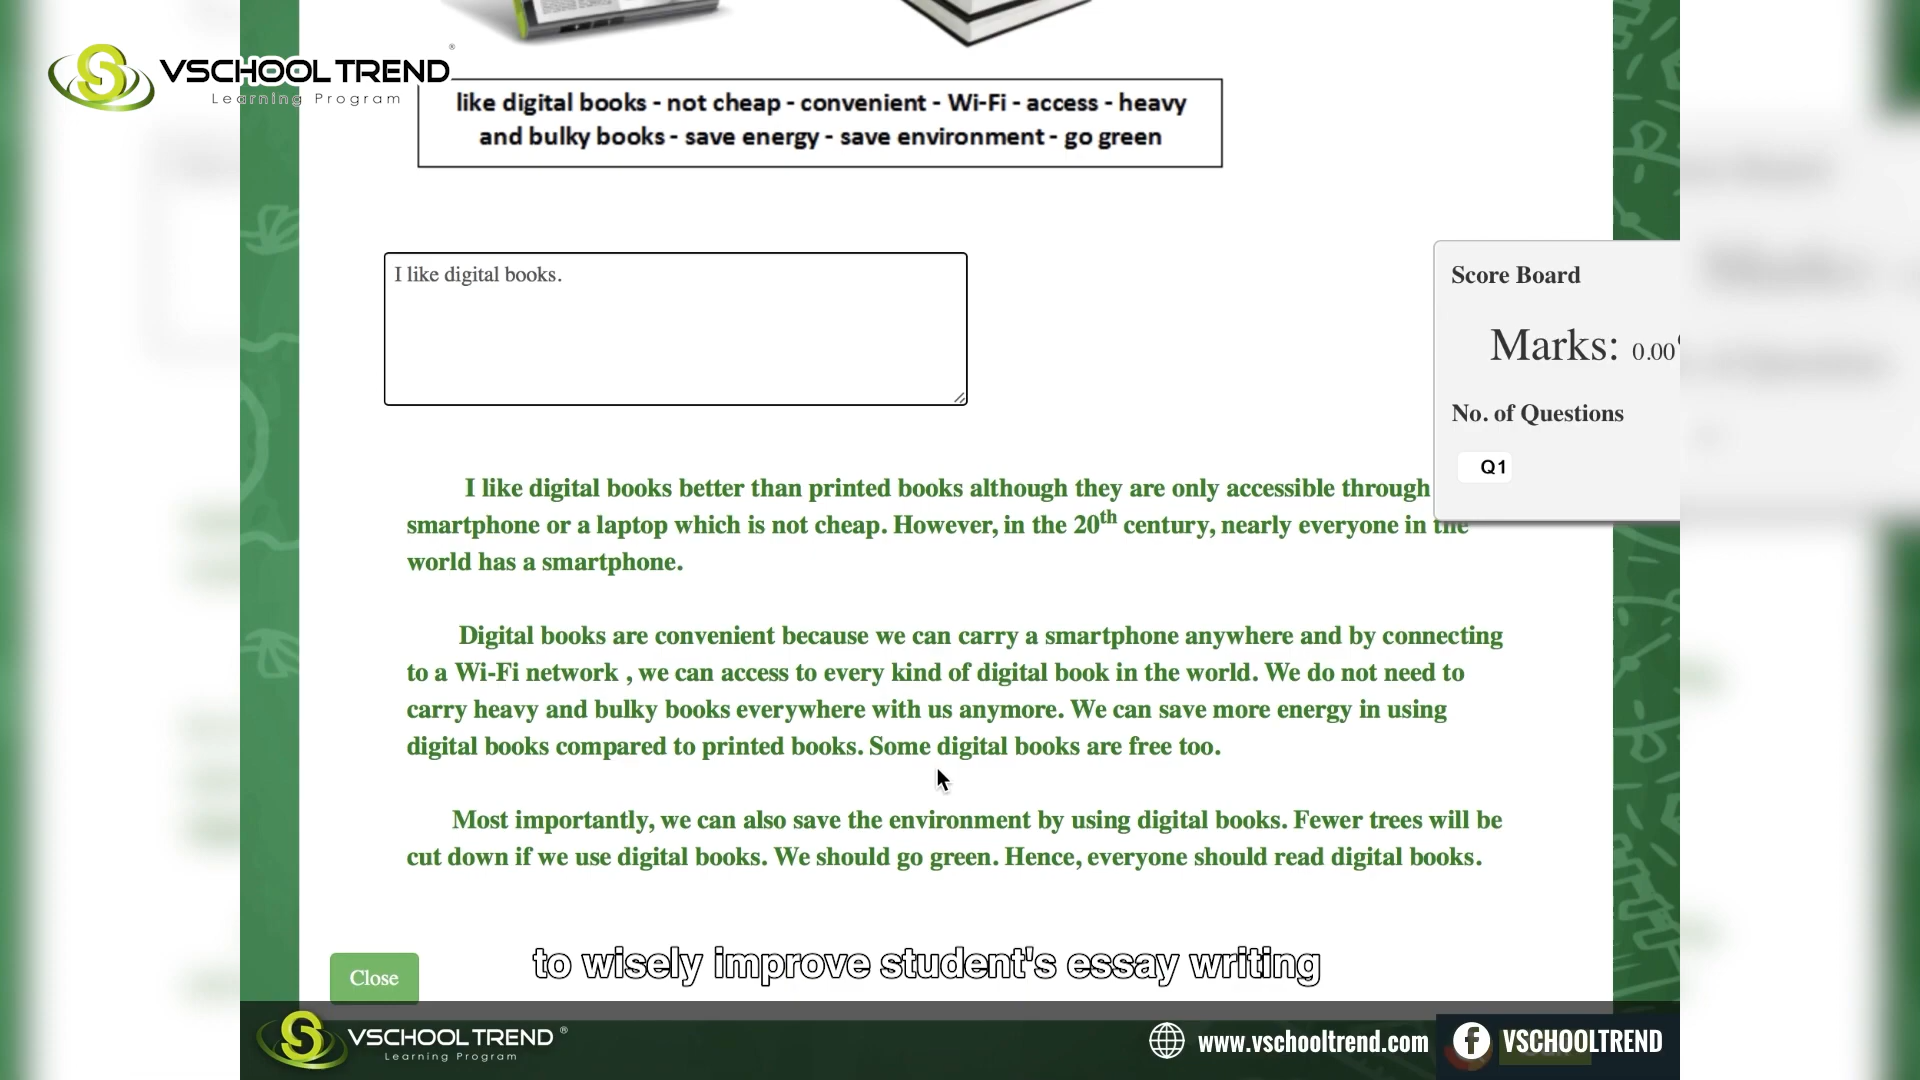 VSCHOOL TREND
Learning Program
like digital books - not cheap - convenient - Wi-Fi - access - heavy
and bulky books - save energy - save environment - go green
I like digital books.
Score Board
Marks: 0.00
No. of Questions
Q1
I like digital books better than printed books although they are only accessible through
smartphone or a laptop which is not cheap. However, in the 20th century, nearly everyone in the
world has a smartphone.
Digital books are convenient because we can carry a smartphone anywhere and by connecting
to a Wi-Fi network , we can access to every kind of digital book in the world. We do not need to
carry heavy and bulky books everywhere with us anymore. We can save more energy in using
digital books compared to printed books. Some digital books are free too.
Most importantly, we can also save the environment by using digital books. Fewer trees will be
cut down if we use digital books. We should go green. Hence, everyone should read digital books.
to wisely improve student's essay writing
Close
VSCHOOL TREND ®
Learning Program
www.vschooltrend.com
VSCHOOLTREND